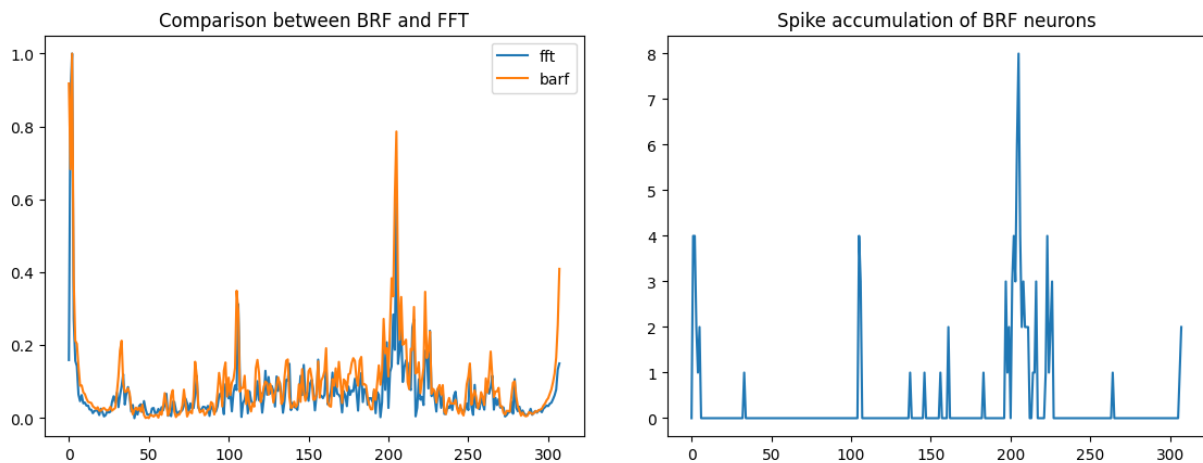 Comparison between BRF and FFT
1.0
0.8
0.6
0.4
0.2
0.0
0 50 100 150 200 250 300
fft
barf
Spike accumulation of BRF neurons
8
7
6
5
4
3
2
1
0
0 50 100 150 200 250 300